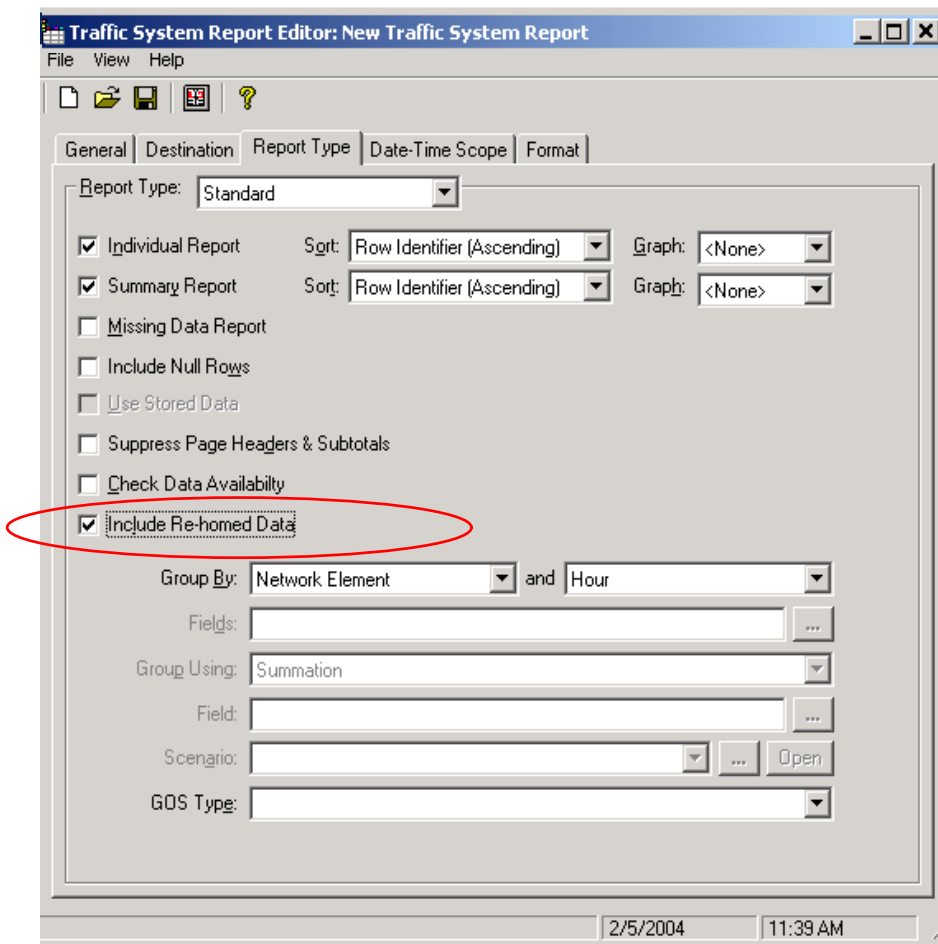 Traffic System Report Editor: New Traffic System Report
File View Help
General Destination Report Type Date-Time Scope Format
Report Type: Standard
Individual Report Sort: Row Identifier (Ascending) Graph: <None>
Summary Report Sort: Row Identifier (Ascending) Graph: <None>
Missing Data Report
Include Null Rows
Use Stored Data
Suppress Page Headers & Subtotals
Check Data Availabilty
Include Re-homed Data
Group By: Network Element and Hour
Fields: ...
Group Using: Summation
Field: ...
Scenario: ... Open
GOS Type:
2/5/2004 11:39 AM